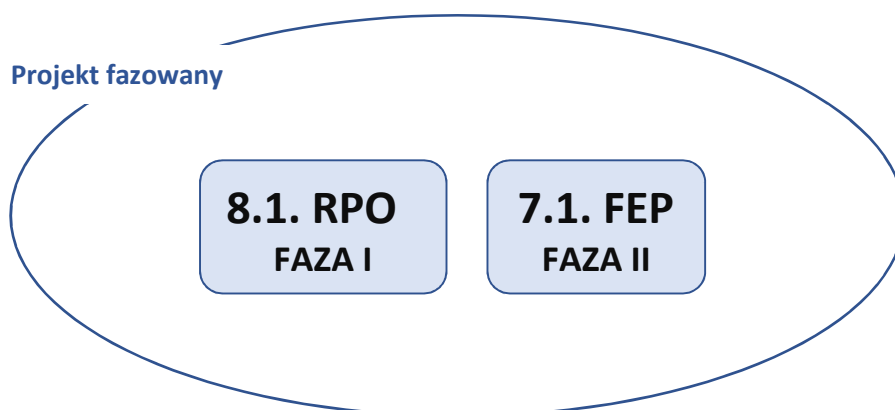 Projekt fazowany
8.1. RPO
FAZA I
7.1. FEP
FAZA II